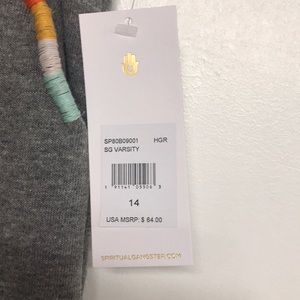 SP80B09001 HGR
SG VARSITY
1 91141 05906 3
14
USA MSRP: $ 64.00
SPIRITUALGANGSTER.COM